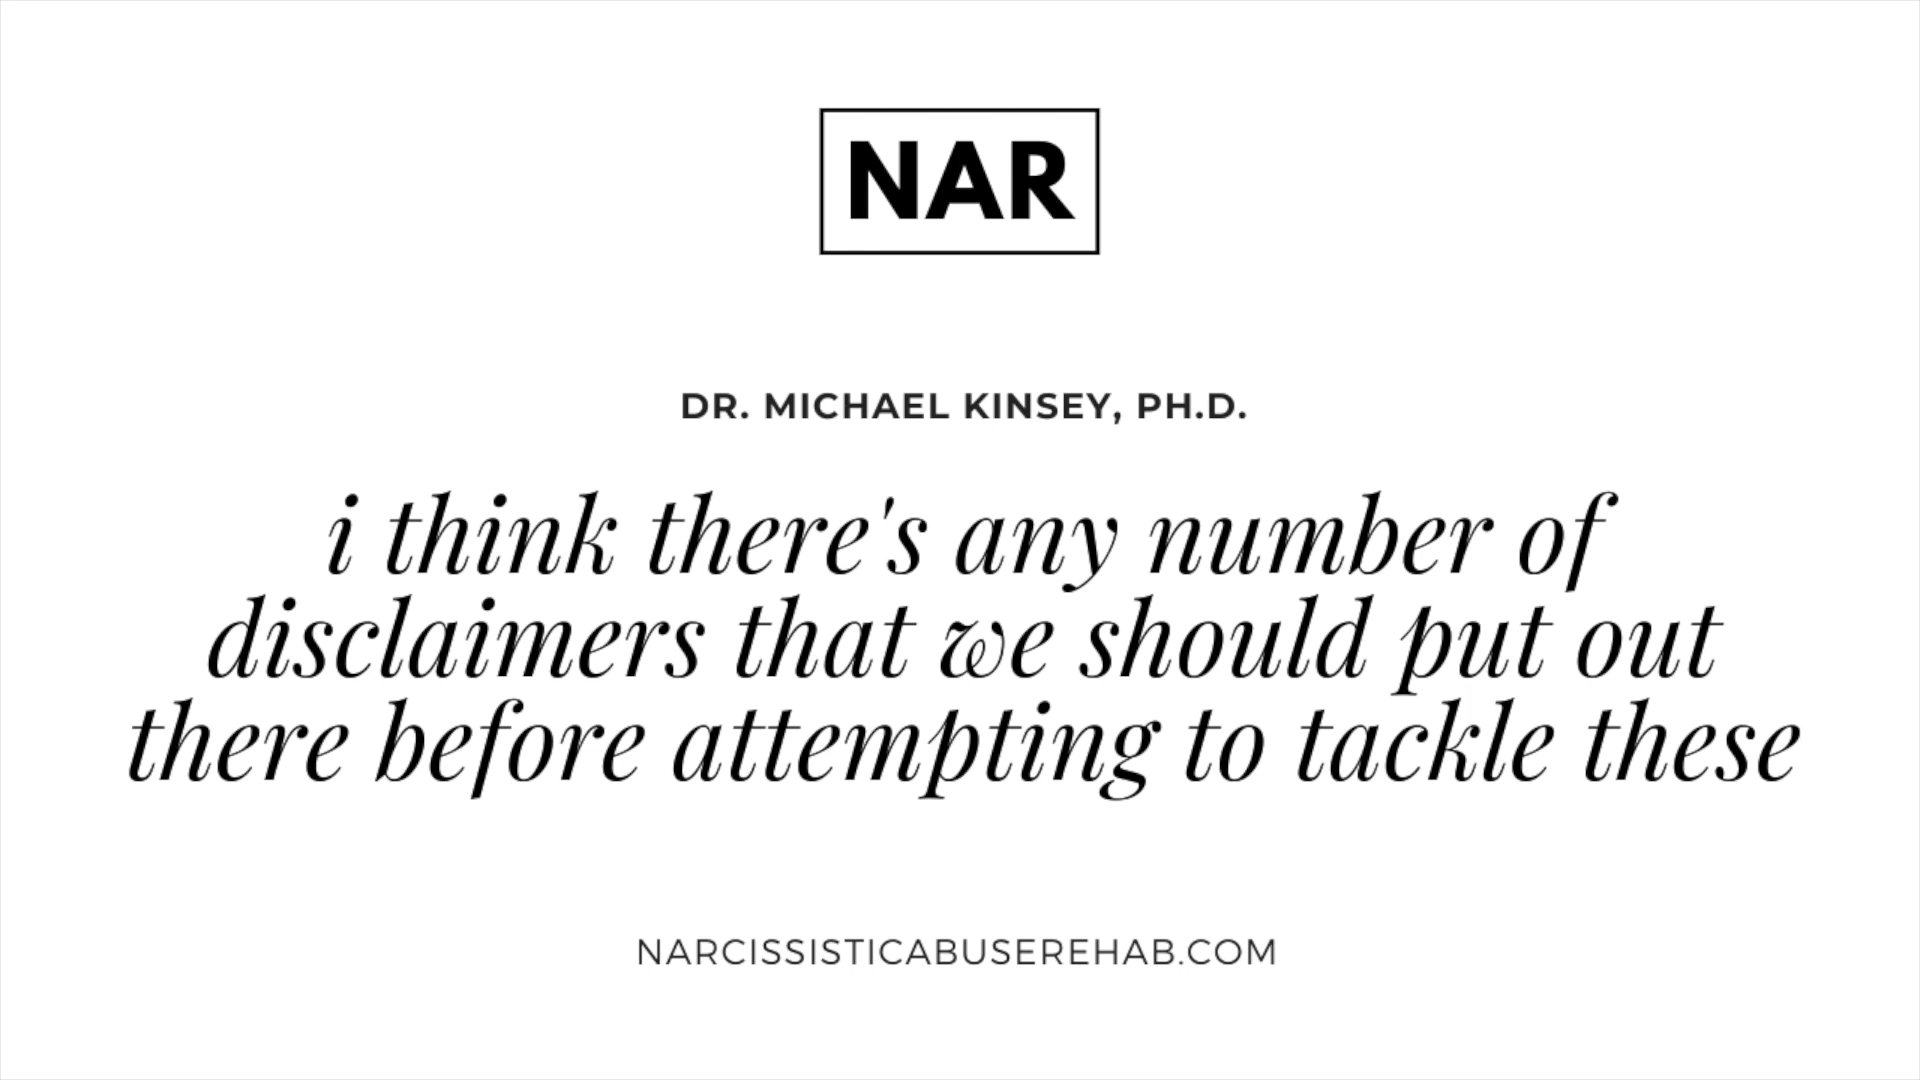 NAR
DR. MICHAEL KINSEY, PH.D.
i think there's any number of
disclaimers that we should put out
there before attempting to tackle these
NARCISSISTICABUSEREHAB.COM